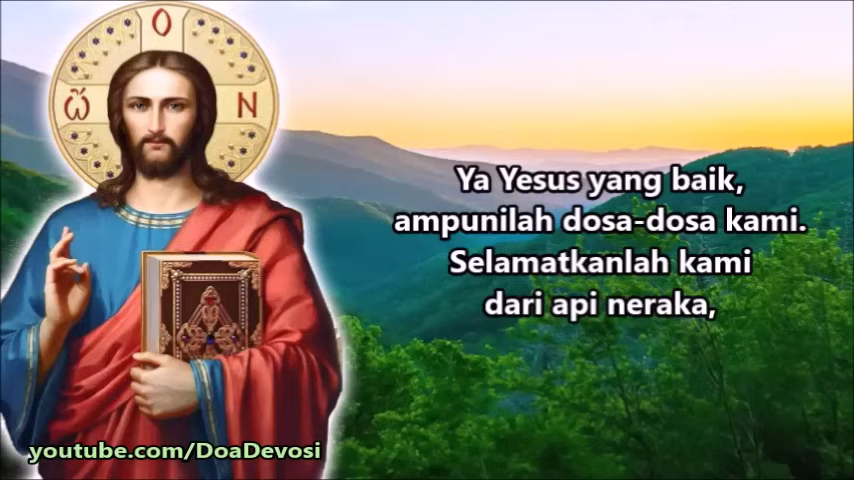 Ο
Ὤ Ν
Ya Yesus yang baik,
ampunilah dosa-dosa kami.
Selamatkanlah kami
dari api neraka,
youtube.com/DoaDevosi